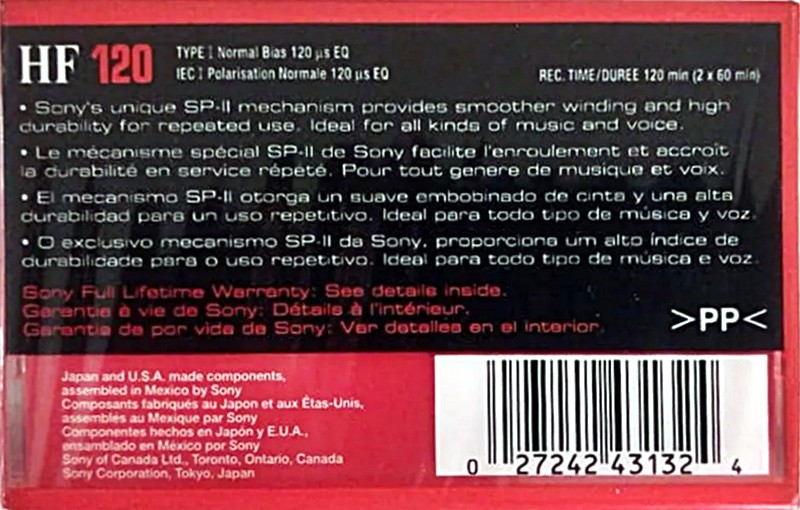 HF 120
TYPE I Normal Bias 120 µs EQ
IEC I Polarisation Normale 120 µs EQ
REC. TIME/DUREE 120 min (2 x 60 min)
• Sony's unique SP-II mechanism provides smoother winding and high
durability for repeated use. Ideal for all kinds of music and voice.
• Le mécanisme spécial SP-II de Sony facilite l'enroulement et accroît
la durabilité en service répété. Pour tout genere de musique et voix.
• El mecanismo SP-II otorga un suave embobinado de cinta y una alta
durabilidad para un uso repetitivo. Ideal para todo tipo de música y voz.
• O exclusivo mecanismo SP-II da Sony, proporciona um alto índice de
durabilidade para o uso repetitivo. Ideal para todo tipo de música e voz.
Sony Full Lifetime Warranty: See details inside.
Garantie à vie de Sony: Détails à l'intérieur.
Garantia de por vida de Sony: Ver detalles en el interior.
>PP<
Japan and U.S.A. made components,
assembled in Mexico by Sony
Composants fabriqués au Japon et aux États-Unis,
assemblés au Mexique par Sony
Componentes hechos en Japón y E.U.A.,
ensamblado en México por Sony
Sony of Canada Ltd., Toronto, Ontario, Canada
Sony Corporation, Tokyo, Japan
0 27242 43132 4